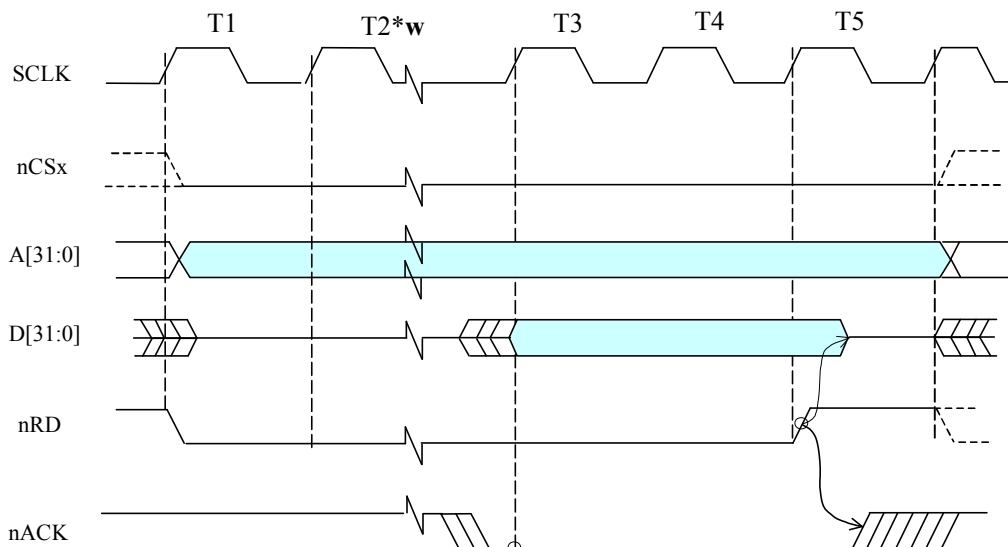 T1 T2*w T3 T4 T5
SCLK
nCSx
A[31:0]
D[31:0]
nRD
nACK